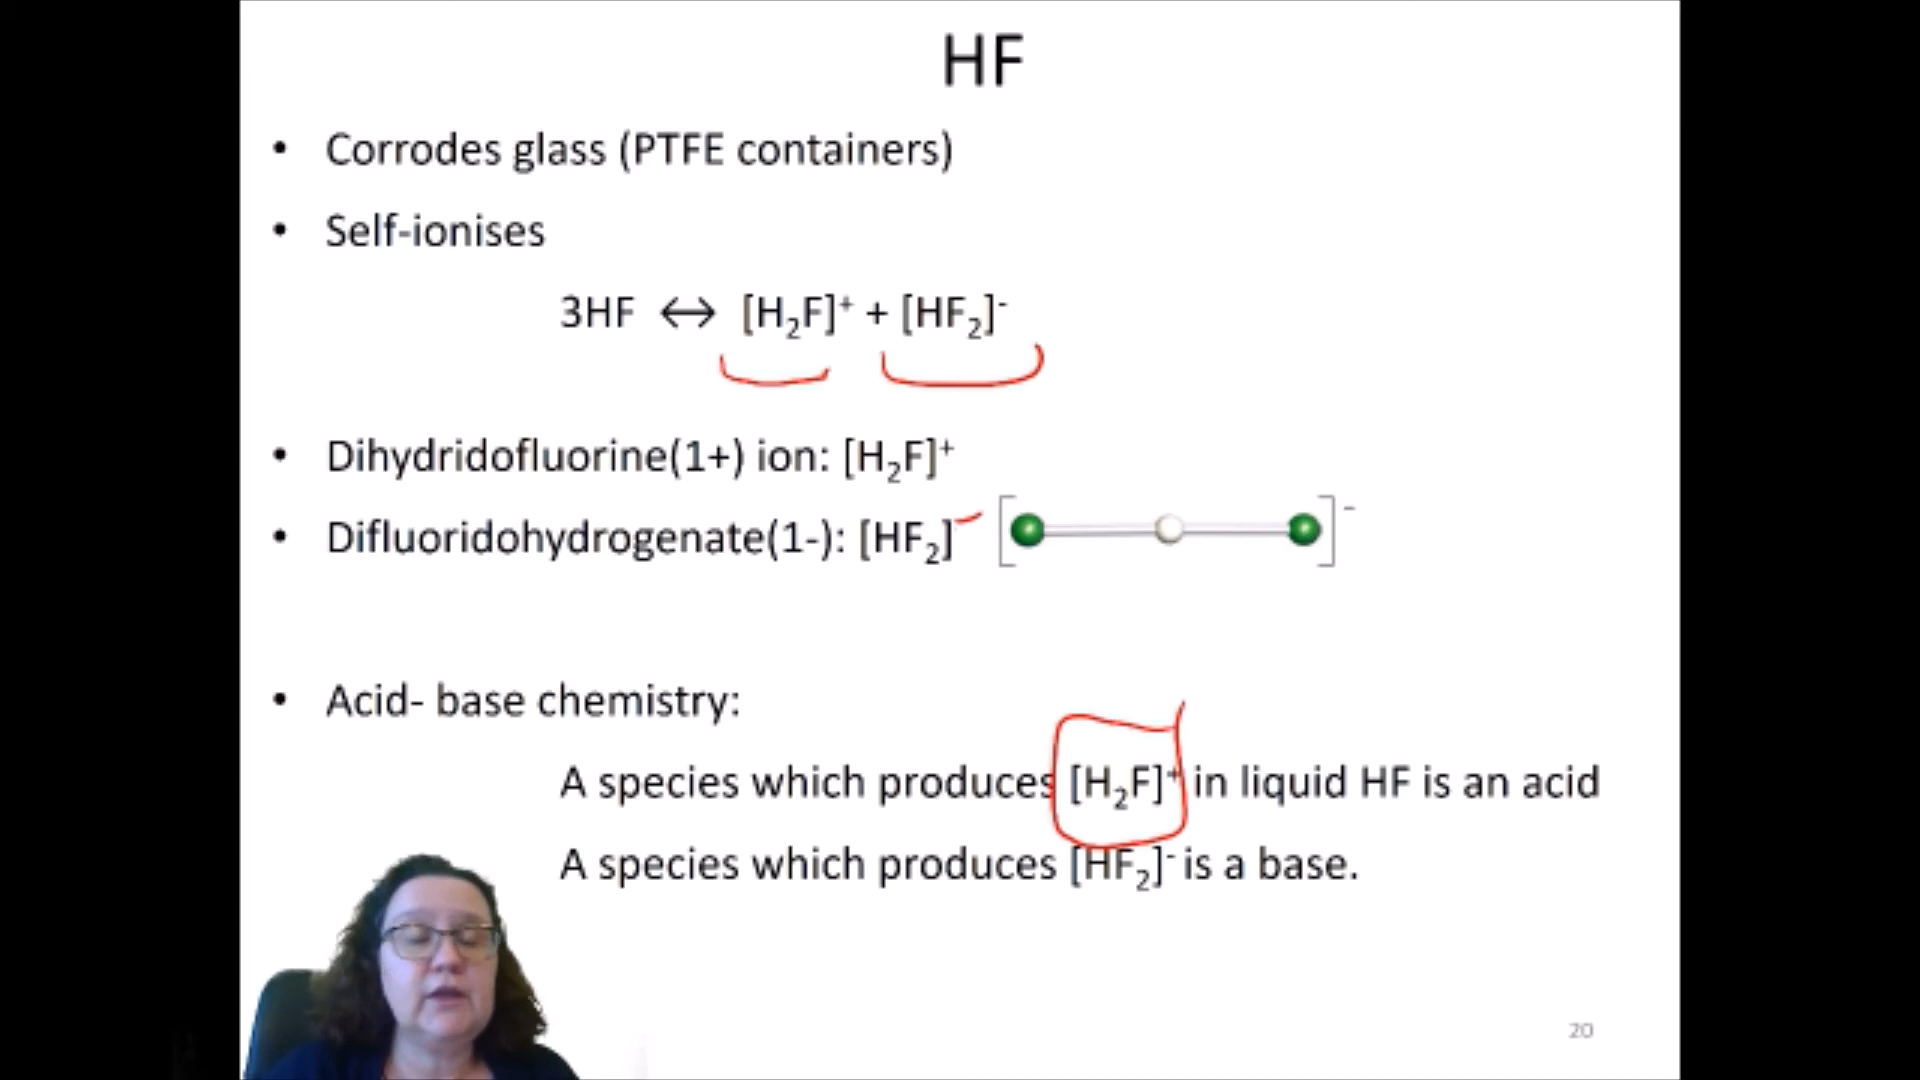 HF
• Corrodes glass (PTFE containers)
• Self-ionises
3HF ↔ [H₂F]⁺ + [HF₂]⁻
• Dihydridofluorine(1+) ion: [H₂F]⁺
• Difluoridohydrogenate(1-): [HF₂]⁻ [ ]⁻
• Acid- base chemistry:
A species which produces [H₂F]⁺ in liquid HF is an acid
A species which produces [HF₂]⁻ is a base.
20